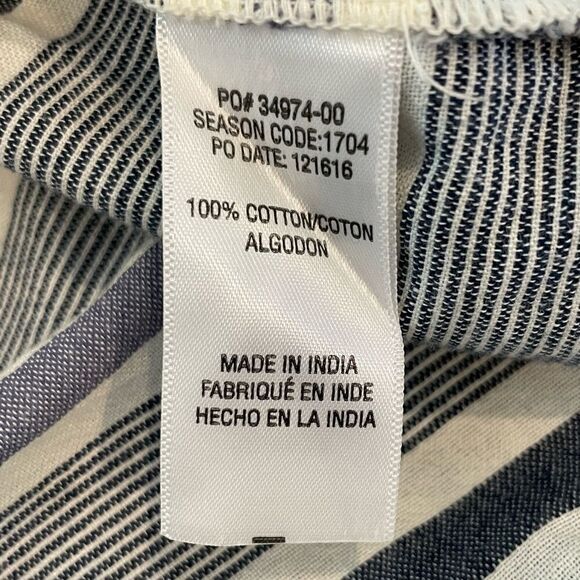 PO# 34974-00
SEASON CODE:1704
PO DATE: 121616
100% COTTON/COTON
ALGODON
MADE IN INDIA
FABRIQUÉ EN INDE
HECHO EN LA INDIA